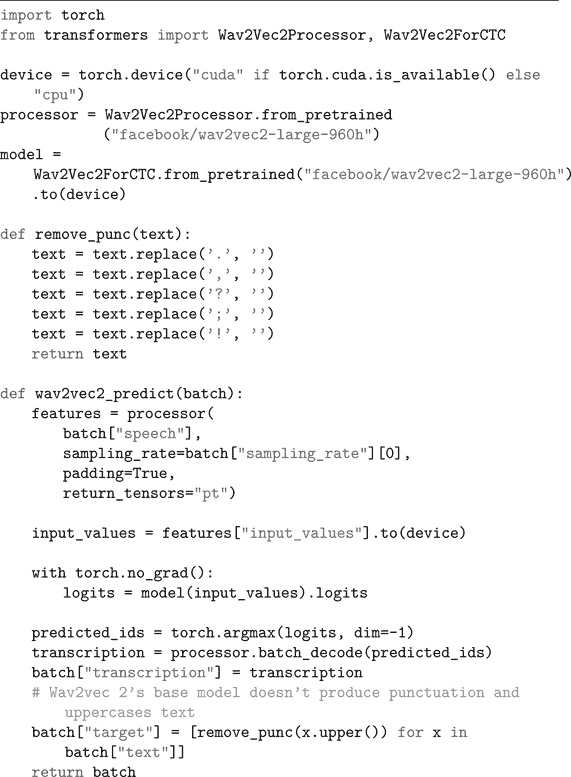 import torch
from transformers import Wav2Vec2Processor, Wav2Vec2ForCTC

device = torch.device("cuda" if torch.cuda.is_available() else
    "cpu")
processor = Wav2Vec2Processor.from_pretrained
            ("facebook/wav2vec2-large-960h")
model =
    Wav2Vec2ForCTC.from_pretrained("facebook/wav2vec2-large-960h")
    .to(device)

def remove_punc(text):
    text = text.replace('.', '')
    text = text.replace(',', '')
    text = text.replace('?', '')
    text = text.replace(';', '')
    text = text.replace('!', '')
    return text

def wav2vec2_predict(batch):
    features = processor(
        batch["speech"],
        sampling_rate=batch["sampling_rate"][0],
        padding=True,
        return_tensors="pt")

    input_values = features["input_values"].to(device)

    with torch.no_grad():
        logits = model(input_values).logits

    predicted_ids = torch.argmax(logits, dim=-1)
    transcription = processor.batch_decode(predicted_ids)
    batch["transcription"] = transcription
    # Wav2vec 2's base model doesn't produce punctuation and
        uppercases text
    batch["target"] = [remove_punc(x.upper()) for x in
        batch["text"]]
    return batch